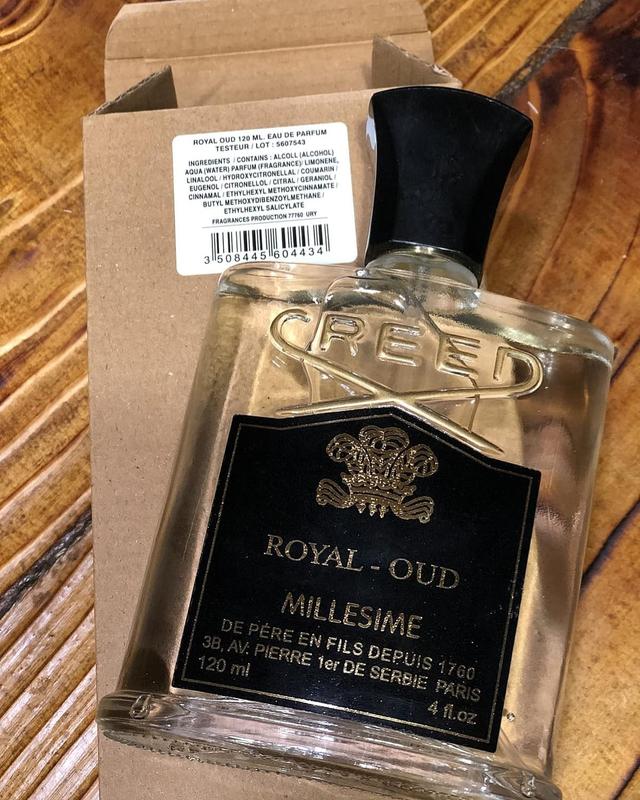 ROYAL OUD 120 ML. EAU DE PARFUM
TESTEUR / LOT : 5607543
INGREDIENTS / CONTAINS : ALCOLL (ALCOHOL)
AQUA (WATER) PARFUM (FRAGRANCE)/ LIMONENE,
LINALOOL / HYDROXYCITRONELLAL / COUMARIN /
EUGENOL / CITRONELLOL / CITRAL / GERANIOL /
CINNAMAL / ETHYLHEXYL METHOXYCINNAMATE /
BUTYL METHOXYDIBENZOYLMETHANE /
ETHYLHEXYL SALICYLATE
FRAGRANCES PRODUCTION 77760 URY
3 508445 604434
CREED
ROYAL - OUD
MILLESIME
DE PÈRE EN FILS DEPUIS 1760
38, AV. PIERRE 1er DE SERBIE PARIS
120 ml
4 fl.oz